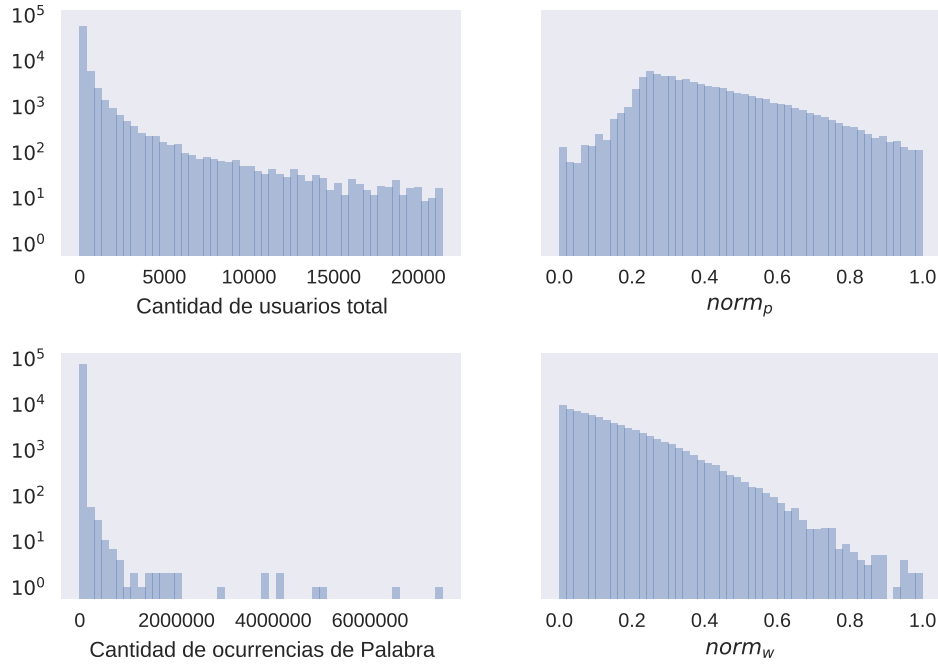 10^5
10^4
10^3
10^2
10^1
10^0
0 5000 10000 15000 20000
Cantidad de usuarios total
0.0 0.2 0.4 0.6 0.8 1.0
norm_p
10^5
10^4
10^3
10^2
10^1
10^0
0 2000000 4000000 6000000
Cantidad de ocurrencias de Palabra
0.0 0.2 0.4 0.6 0.8 1.0
norm_w